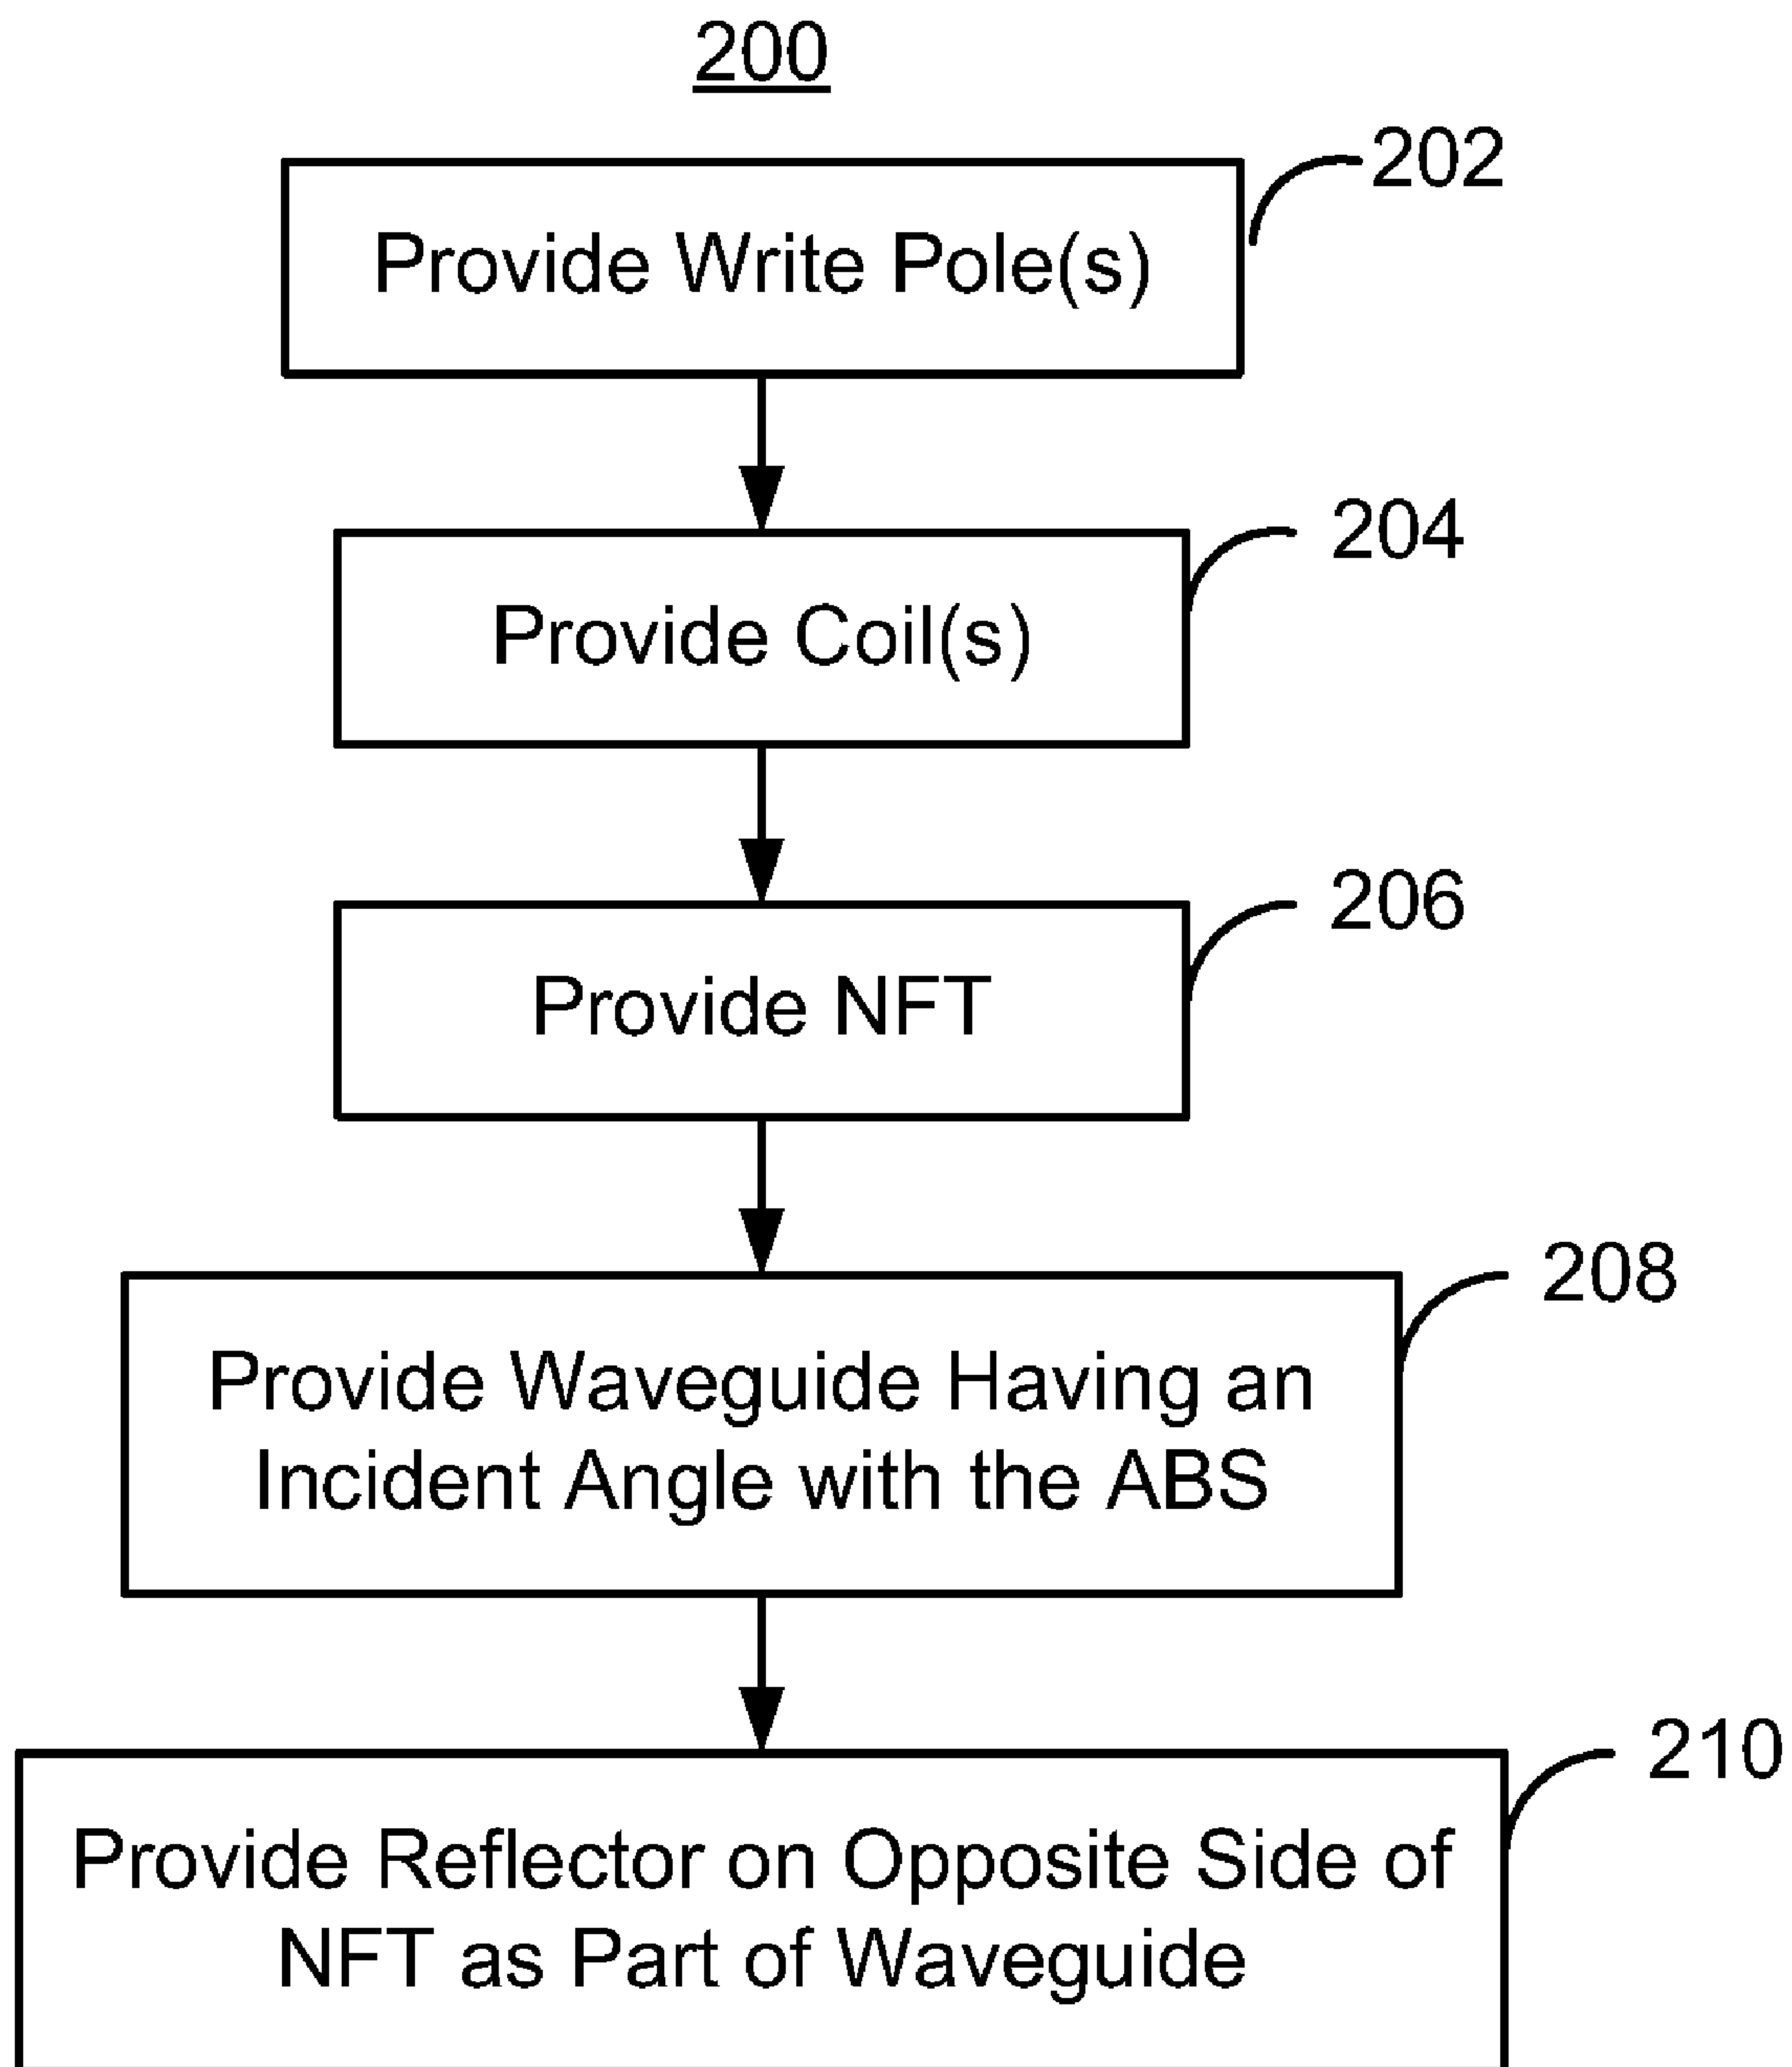 200
202
Provide Write Pole(s)
204
Provide Coil(s)
206
Provide NFT
208
Provide Waveguide Having an
Incident Angle with the ABS
210
Provide Reflector on Opposite Side of
NFT as Part of Waveguide